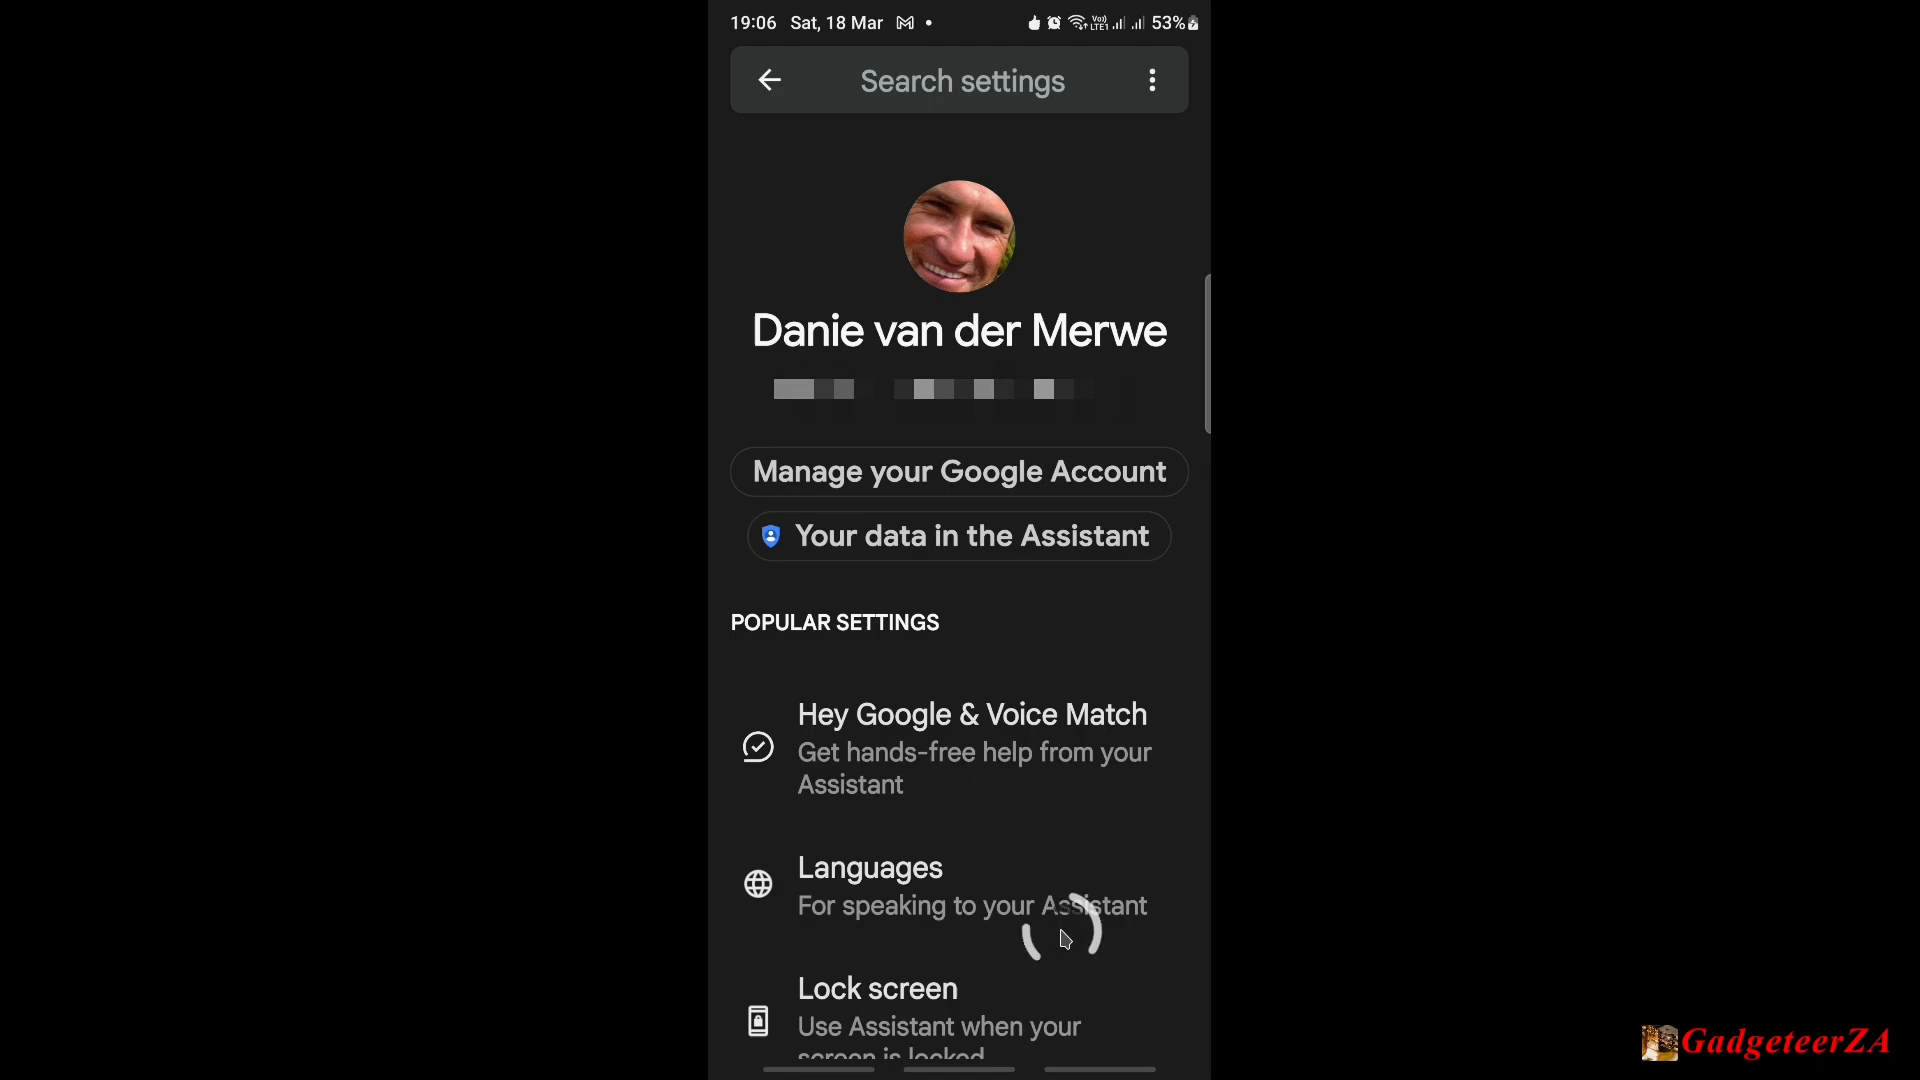 19:06 Sat, 18 Mar
Vo)) LTE1 53%
Search settings
Danie van der Merwe
Manage your Google Account
Your data in the Assistant
POPULAR SETTINGS
Hey Google & Voice Match
Get hands-free help from your
Assistant
Languages
For speaking to your Assistant
Lock screen
Use Assistant when your
screen is locked
GadgeteerZA